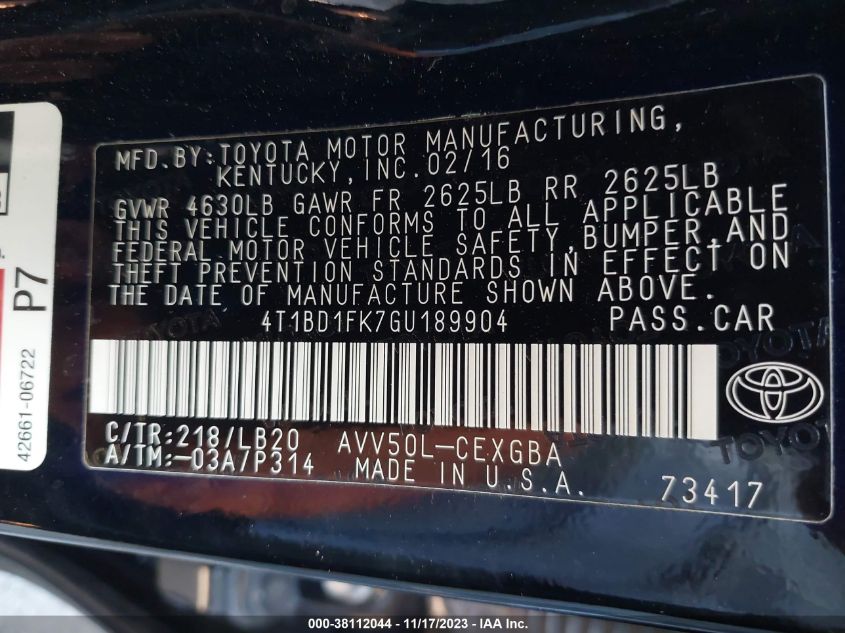 MFD.BY:TOYOTA MOTOR MANUFACTURING,
KENTUCKY,INC.02/16
GVWR 4630LB GAWR FR 2625LB RR 2625LB
THIS VEHICLE CONFORMS TO ALL APPLICABLE
FEDERAL MOTOR VEHICLE SAFETY,BUMPER,AND
THEFT PREVENTION STANDARDS IN EFFECT ON
THE DATE OF MANUFACTURE SHOWN ABOVE.
4T1BD1FK7GU189904 PASS.CAR
C/TR:218/LB20 AVV50L-CEXGBA
A/TM:-03A7P314 MADE IN U.S.A. 73417
TOYOTA
P7
42661-06722
000-38112044 - 11/17/2023 - IAA Inc.